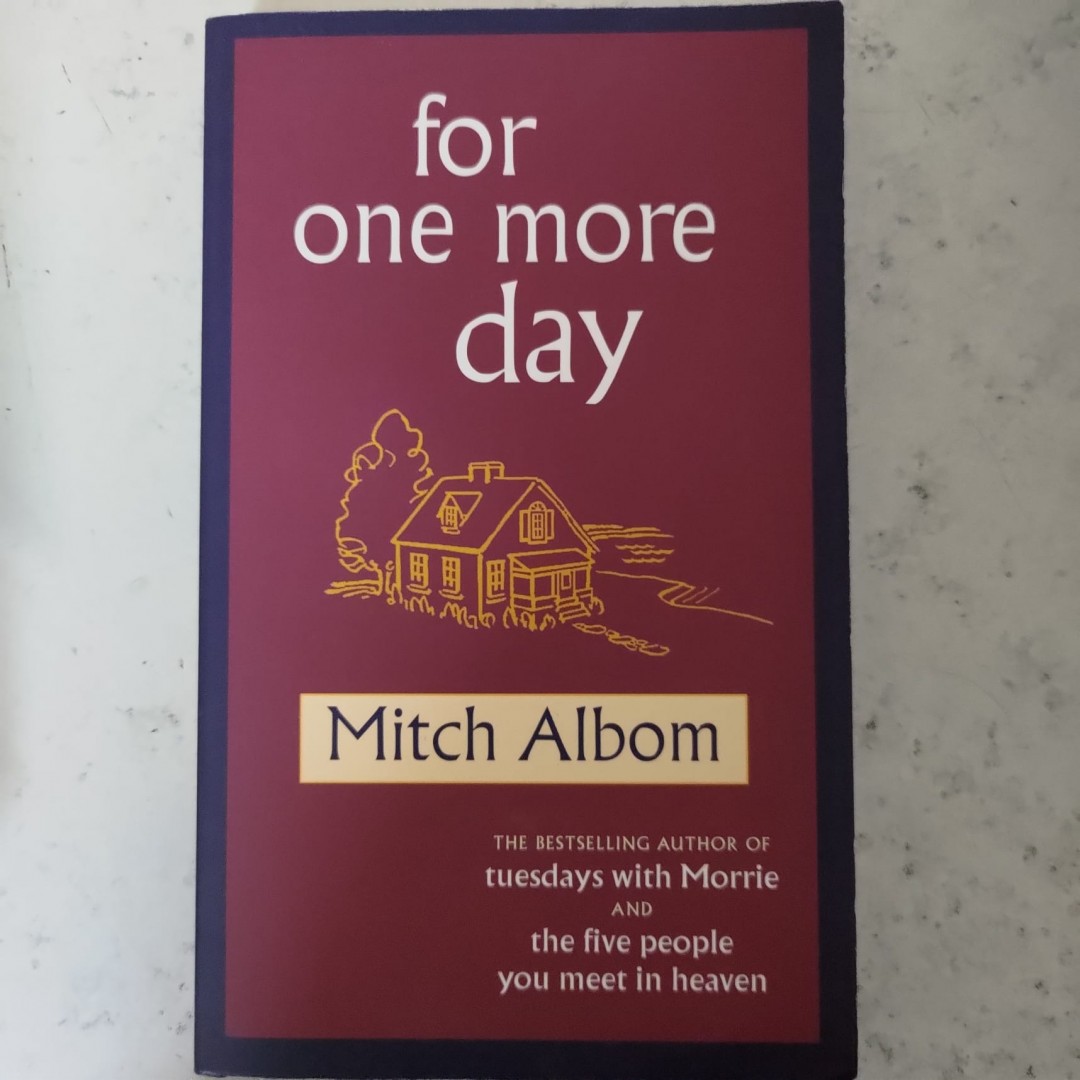 for
one more
day
Mitch Albom
THE BESTSELLING AUTHOR OF
tuesdays with Morrie
AND
the five people
you meet in heaven